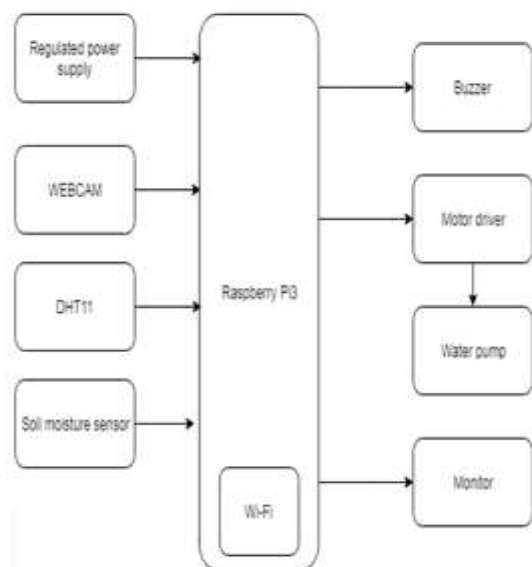 Regulated power
supply
WEBCAM
DHT11
Soil moisture sensor
Raspberry Pi3
Wi-Fi
Buzzer
Motor driver
Water pump
Monitor